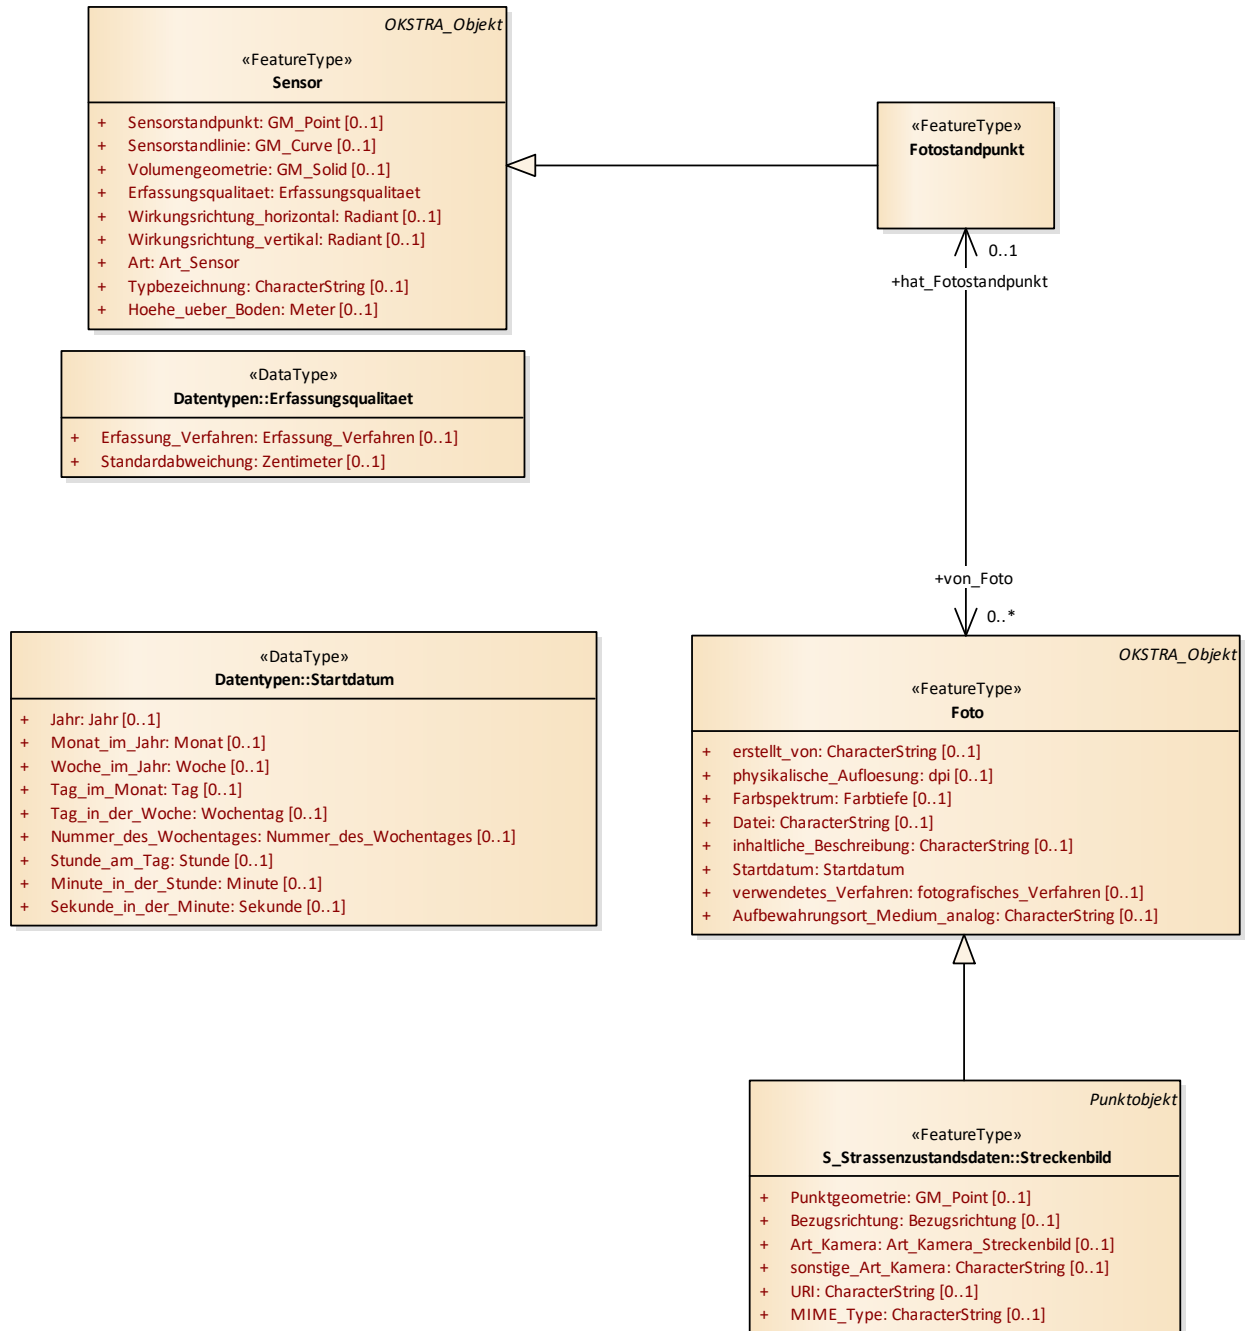 OKSTRA_Objekt
«FeatureType»
Sensor
+ Sensorstandpunkt: GM_Point [0..1]
+ Sensorstandlinie: GM_Curve [0..1]
+ Volumengeometrie: GM_Solid [0..1]
+ Erfassungsqualitaet: Erfassungsqualitaet
+ Wirkungsrichtung_horizontal: Radiant [0..1]
+ Wirkungsrichtung_vertikal: Radiant [0..1]
+ Art: Art_Sensor
+ Typbezeichnung: CharacterString [0..1]
+ Hoehe_ueber_Boden: Meter [0..1]
«FeatureType»
Fotostandpunkt
0..1
+hat_Fotostandpunkt
«DataType»
Datentypen::Erfassungsqualitaet
+ Erfassung_Verfahren: Erfassung_Verfahren [0..1]
+ Standardabweichung: Zentimeter [0..1]
+von_Foto
0..*
«DataType»
Datentypen::Startdatum
+ Jahr: Jahr [0..1]
+ Monat_im_Jahr: Monat [0..1]
+ Woche_im_Jahr: Woche [0..1]
+ Tag_im_Monat: Tag [0..1]
+ Tag_in_der_Woche: Wochentag [0..1]
+ Nummer_des_Wochentages: Nummer_des_Wochentages [0..1]
+ Stunde_am_Tag: Stunde [0..1]
+ Minute_in_der_Stunde: Minute [0..1]
+ Sekunde_in_der_Minute: Sekunde [0..1]
OKSTRA_Objekt
«FeatureType»
Foto
+ erstellt_von: CharacterString [0..1]
+ physikalische_Aufloesung: dpi [0..1]
+ Farbspektrum: Farbtiefe [0..1]
+ Datei: CharacterString [0..1]
+ inhaltliche_Beschreibung: CharacterString [0..1]
+ Startdatum: Startdatum
+ verwendetes_Verfahren: fotografisches_Verfahren [0..1]
+ Aufbewahrungsort_Medium_analog: CharacterString [0..1]
Punktobjekt
«FeatureType»
S_Strassenzustandsdaten::Streckenbild
+ Punktgeometrie: GM_Point [0..1]
+ Bezugsrichtung: Bezugsrichtung [0..1]
+ Art_Kamera: Art_Kamera_Streckenbild [0..1]
+ sonstige_Art_Kamera: CharacterString [0..1]
+ URI: CharacterString [0..1]
+ MIME_Type: CharacterString [0..1]